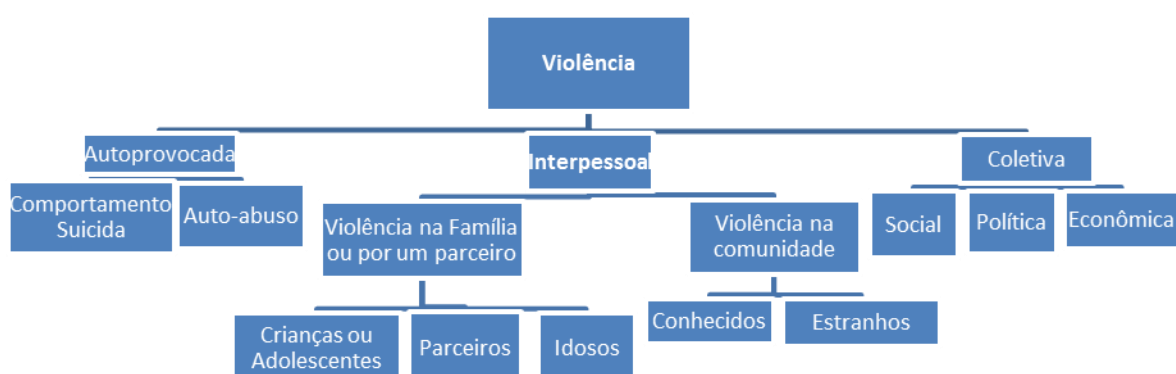 Violência
Autoprovocada
Interpessoal
Coletiva
Comportamento
Suicida
Auto-abuso
Violência na Família
ou por um parceiro
Violência na
comunidade
Social
Política
Econômica
Crianças ou
Adolescentes
Parceiros
Idosos
Conhecidos
Estranhos